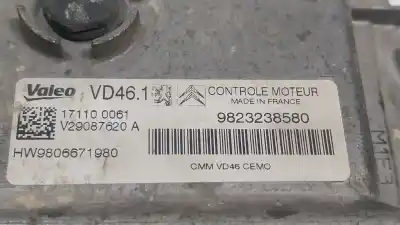 Valeo VD46.1 CONTROLE MOTEUR
MADE IN FRANCE
17110 0061
V29087620 A
9823238580
HW9806671980
CMM VD46 CEMO